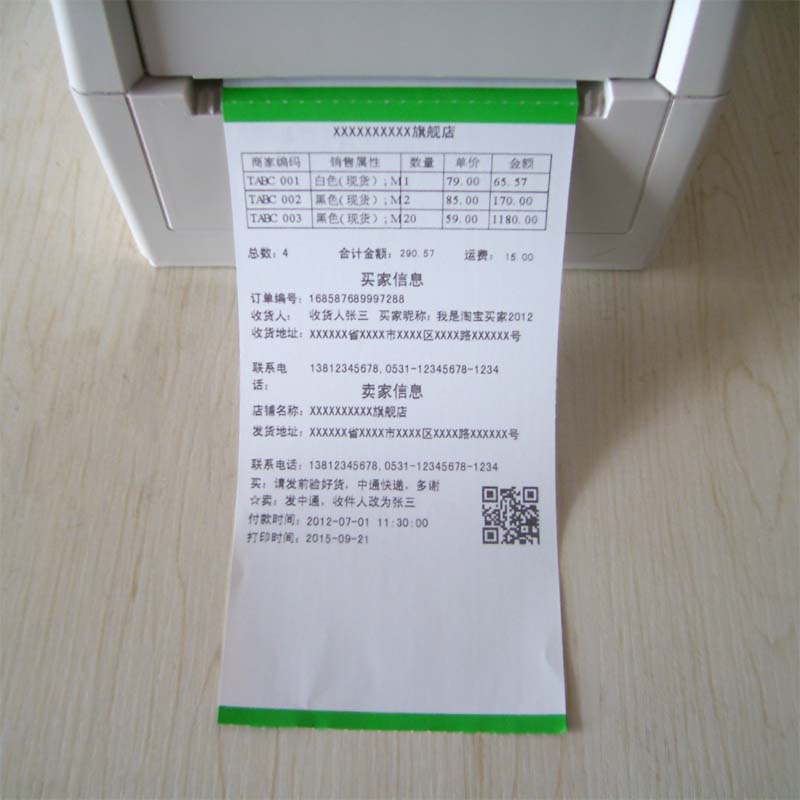 XXXXXXXXXX旗舰店
商家编码 销售属性 数量 单价 金额
TABC 001 白色(现货);M 1 79.00 65.57
TABC 002 黑色(现货);M 2 85.00 170.00
TABC 003 黑色(现货);M 20 59.00 1180.00
总数:4 合计金额:290.57 运费:15.00
买家信息
订单编号:168587689997288
收货人: 收货人张三 买家昵称:我是淘宝买家2012
收货地址:XXXXXX省XXXX市XXXX区XXXX路XXXXXX号
联系电 13812345678,0531-12345678-1234
话:
卖家信息
店铺名称:XXXXXXXXXX旗舰店
发货地址:XXXXXX省XXXX市XXXX区XXXX路XXXXXX号
联系电话:13812345678,0531-12345678-1234
买:请发前验好货,中通快递,多谢
☆卖:发中通,收件人改为张三
付款时间:2012-07-01 11:30:00
打印时间:2015-09-21